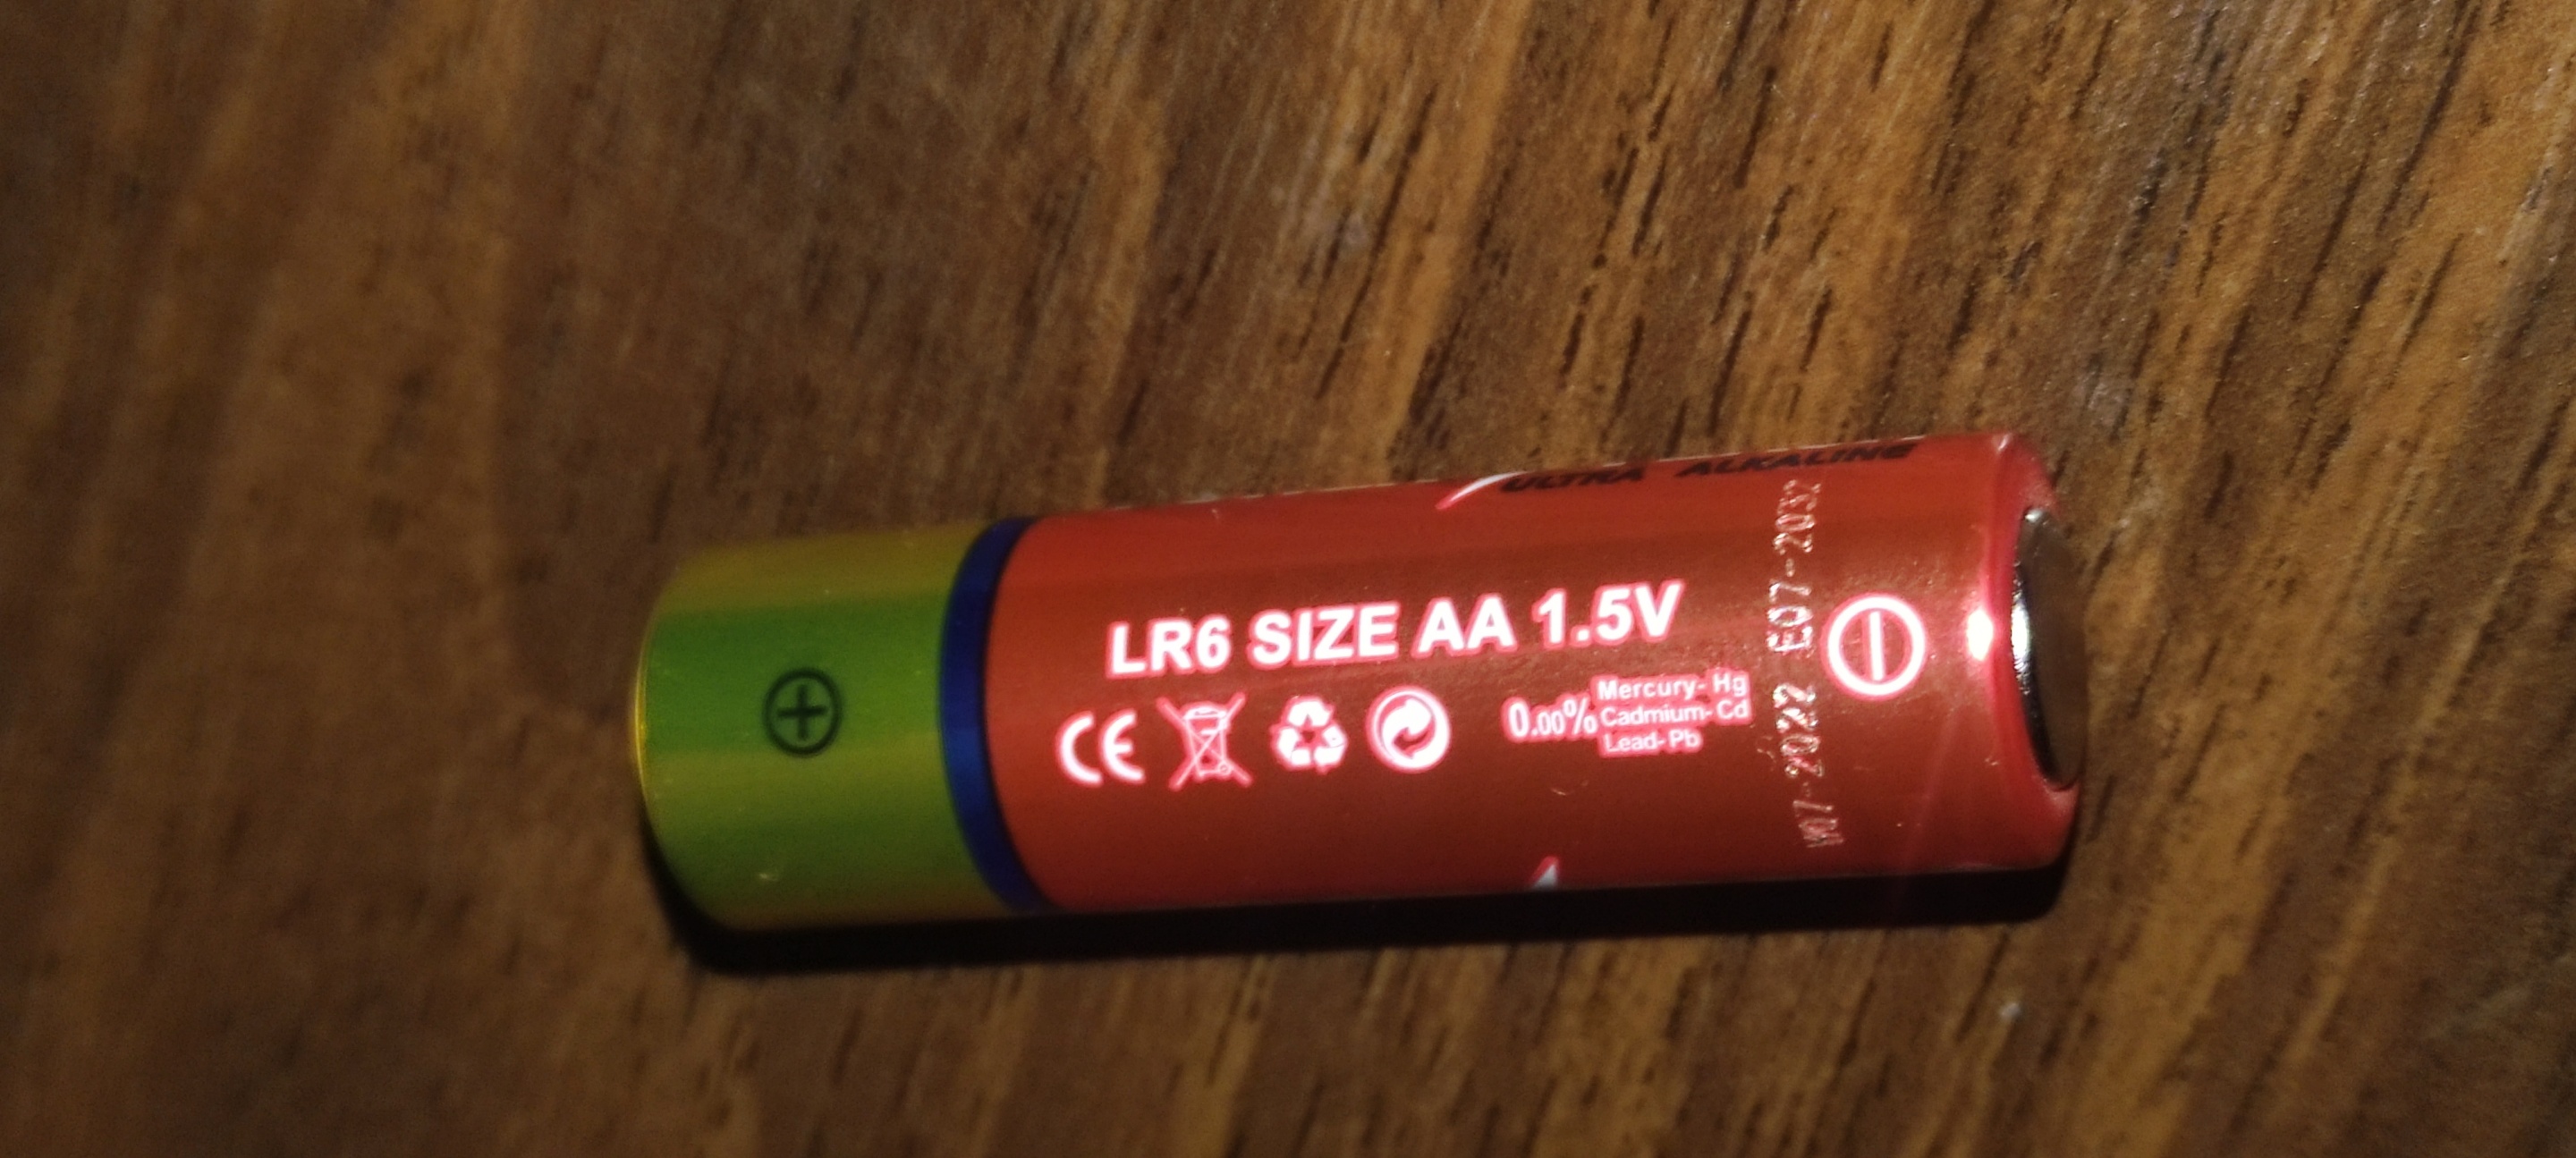 ULTRA ALKALINE
LR6 SIZE AA 1.5V
CE
0.00% Mercury- Hg
Cadmium- Cd
Lead- Pb
M07-2022 E07-2032